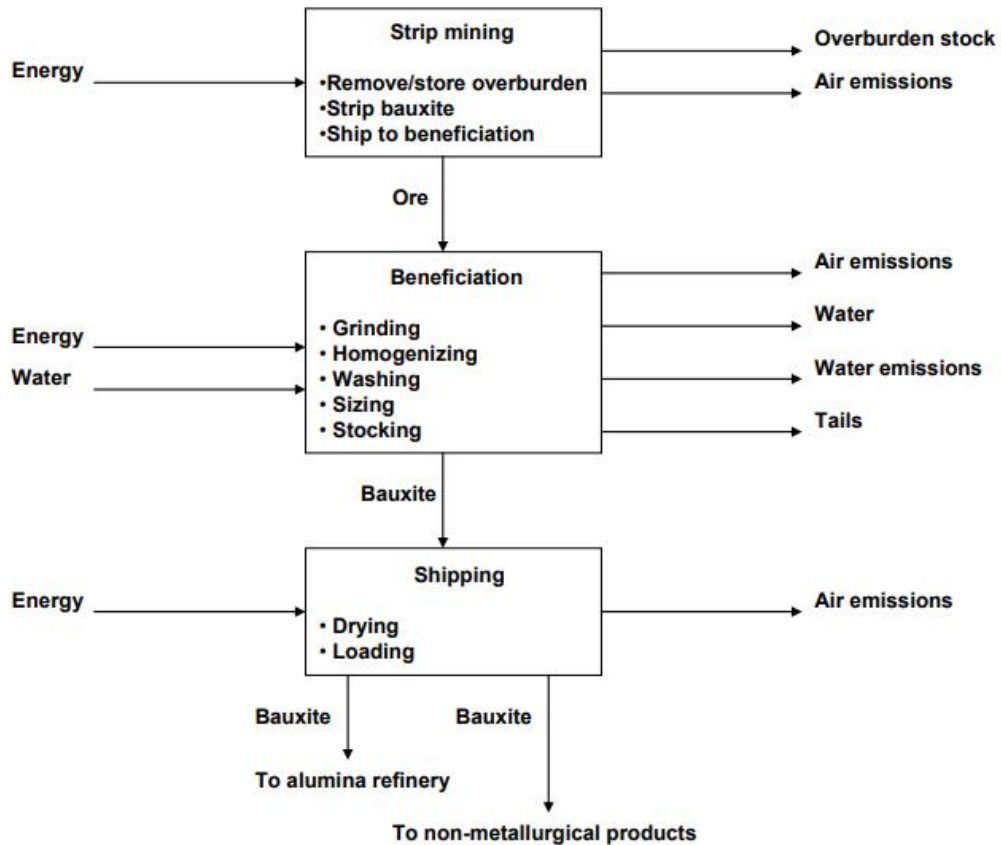 Strip mining
Overburden stock
Energy
•Remove/store overburden
Air emissions
•Strip bauxite
•Ship to beneficiation
Ore
Beneficiation
Air emissions
Water
Energy
• Grinding
• Homogenizing
Water
• Washing
Water emissions
• Sizing
• Stocking
Tails
Bauxite
Shipping
Energy
Air emissions
• Drying
• Loading
Bauxite
Bauxite
To alumina refinery
To non-metallurgical products